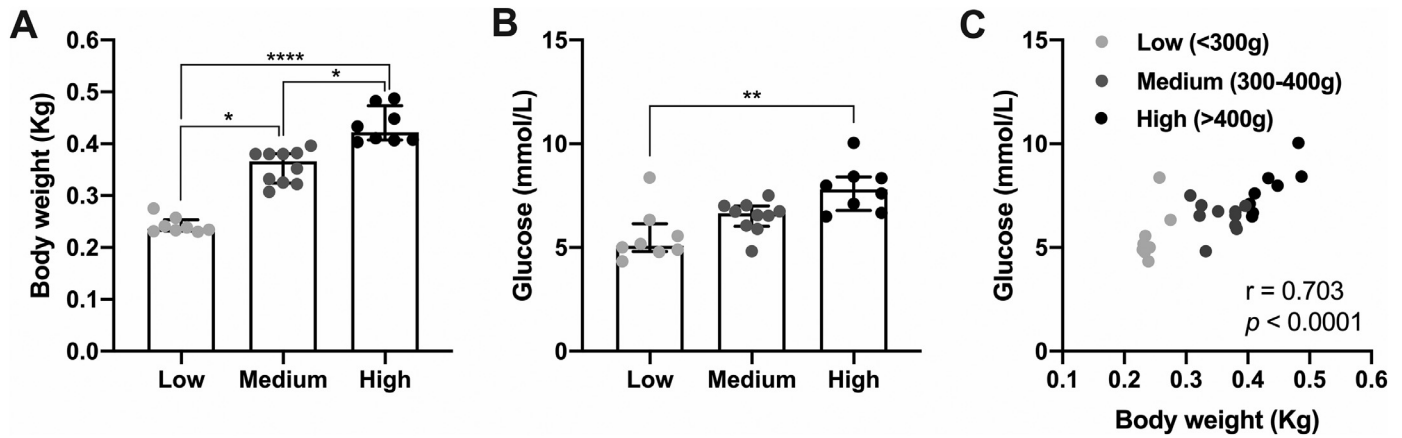 A
Body weight (Kg)
0.6
0.5
0.4
0.3
0.2
0.1
0.0
****
*
*
Low
Medium
High
B
Glucose (mmol/L)
15
10
5
0
**
Low
Medium
High
C
Glucose (mmol/L)
15
10
5
0
Low (<300g)
Medium (300-400g)
High (>400g)
r = 0.703
p < 0.0001
0.1
0.2
0.3
0.4
0.5
0.6
Body weight (Kg)